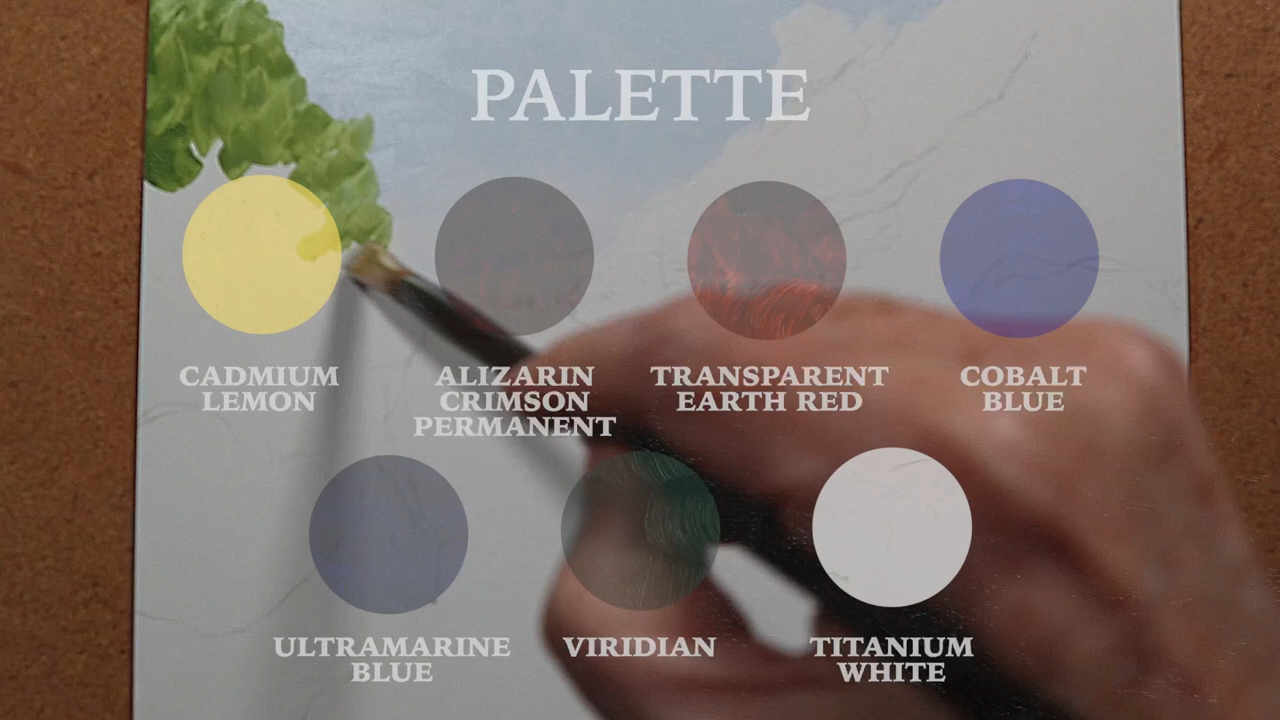 PALETTE
CADMIUM
LEMON
ALIZARIN
CRIMSON
PERMANENT
TRANSPARENT
EARTH RED
COBALT
BLUE
ULTRAMARINE
BLUE
VIRIDIAN
TITANIUM
WHITE